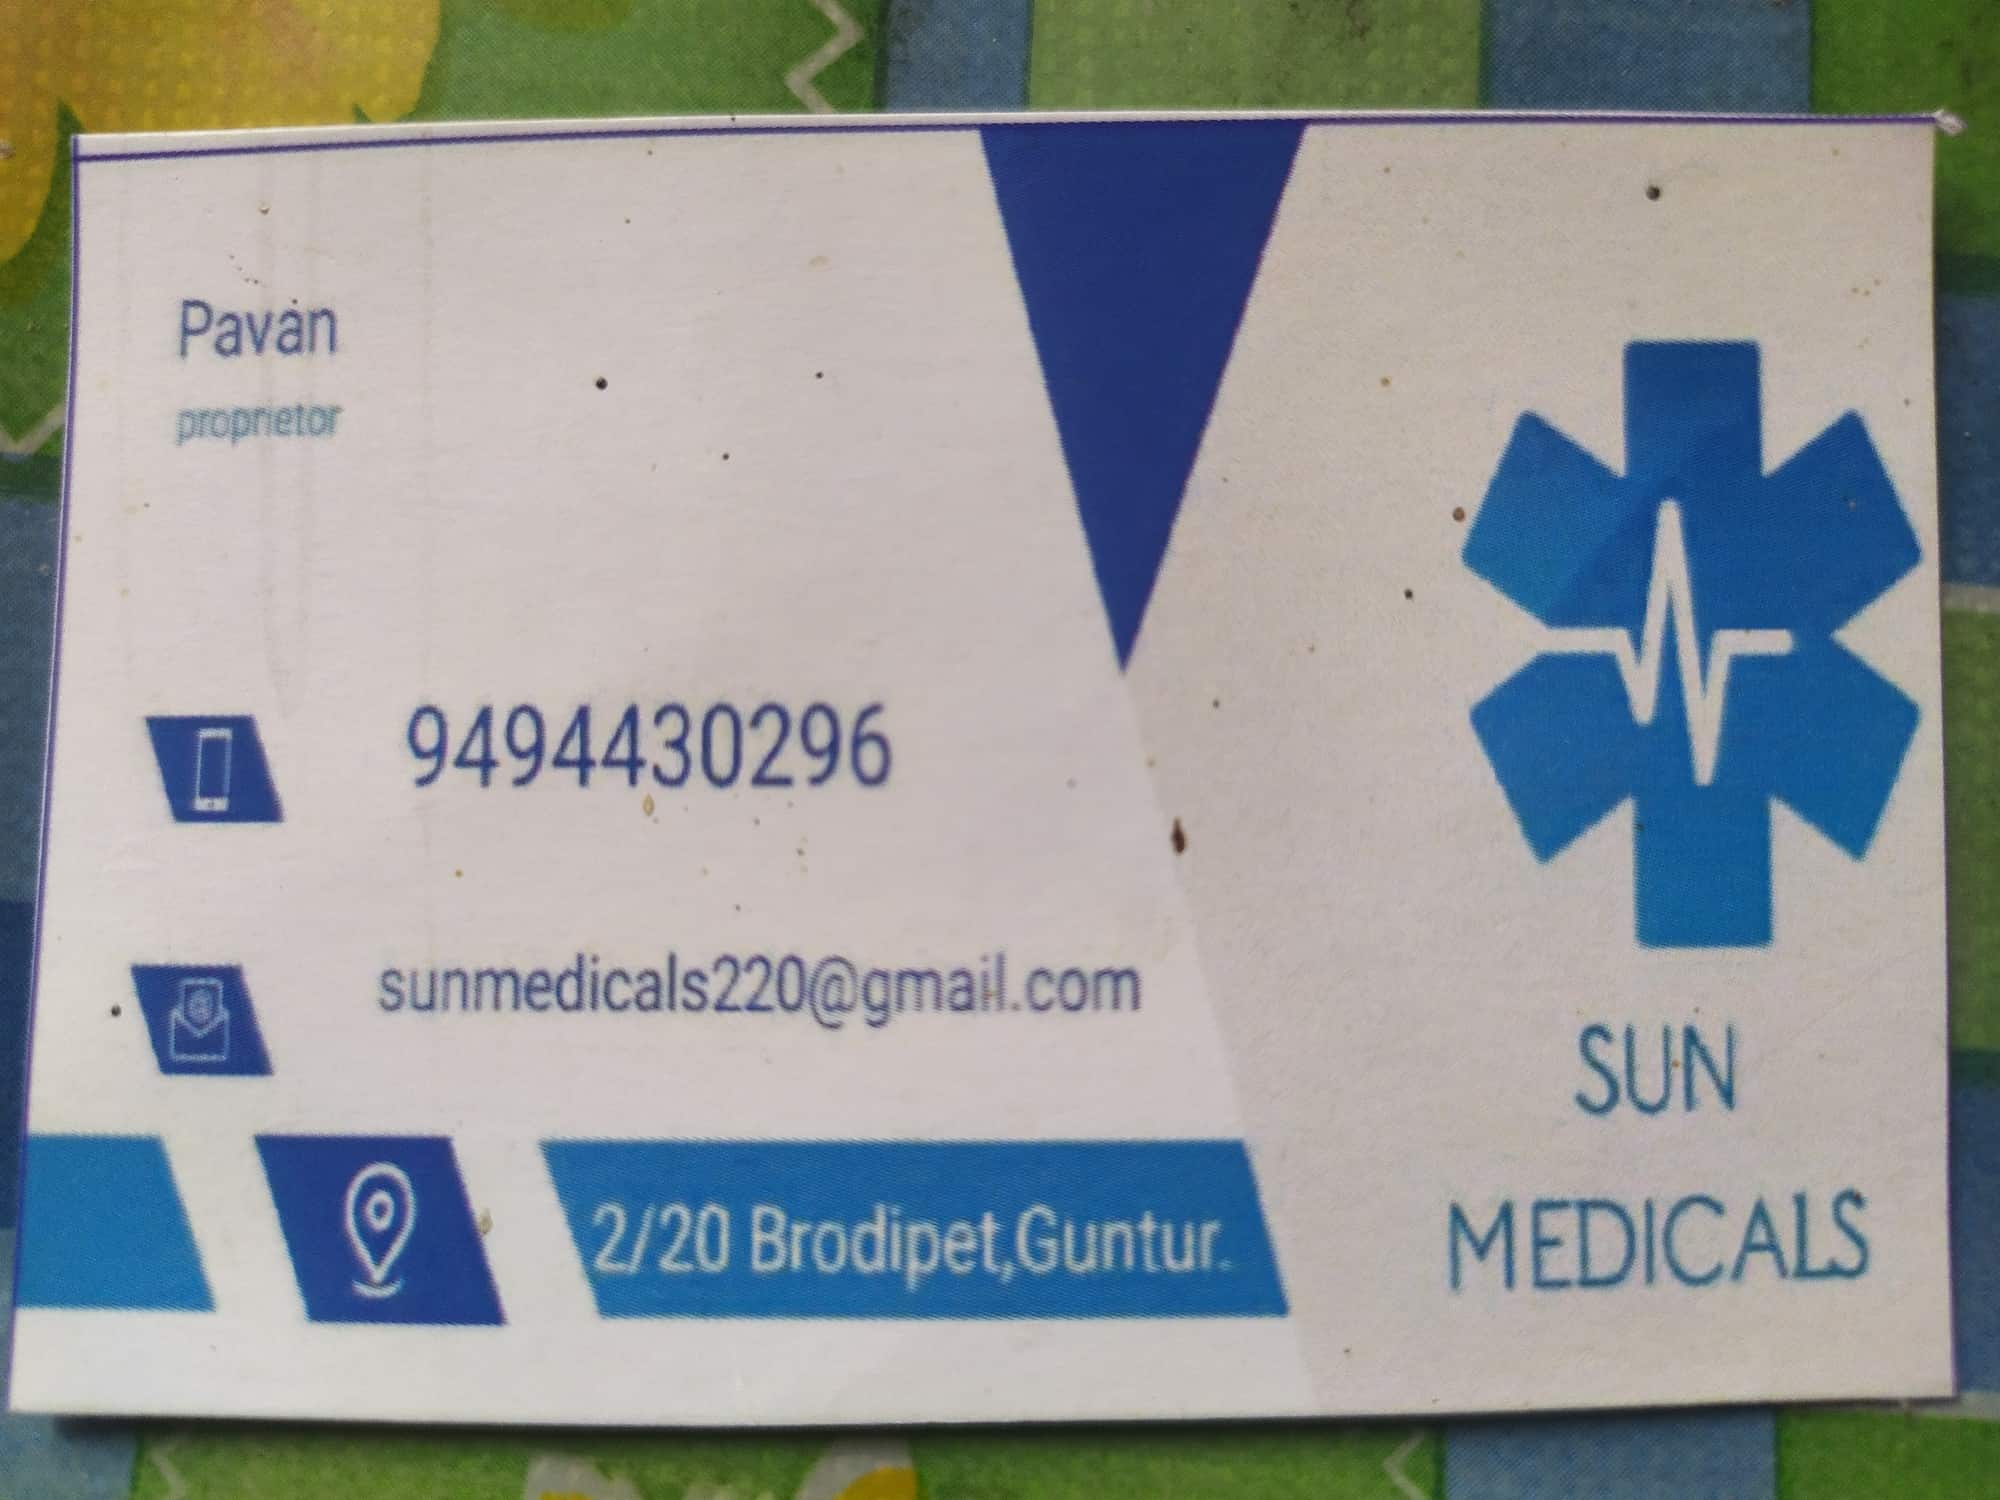 Pavan
proprietor
9494430296
sunmedicals220@gmail.com
2/20 Brodipet,Guntur.
SUN
MEDICALS